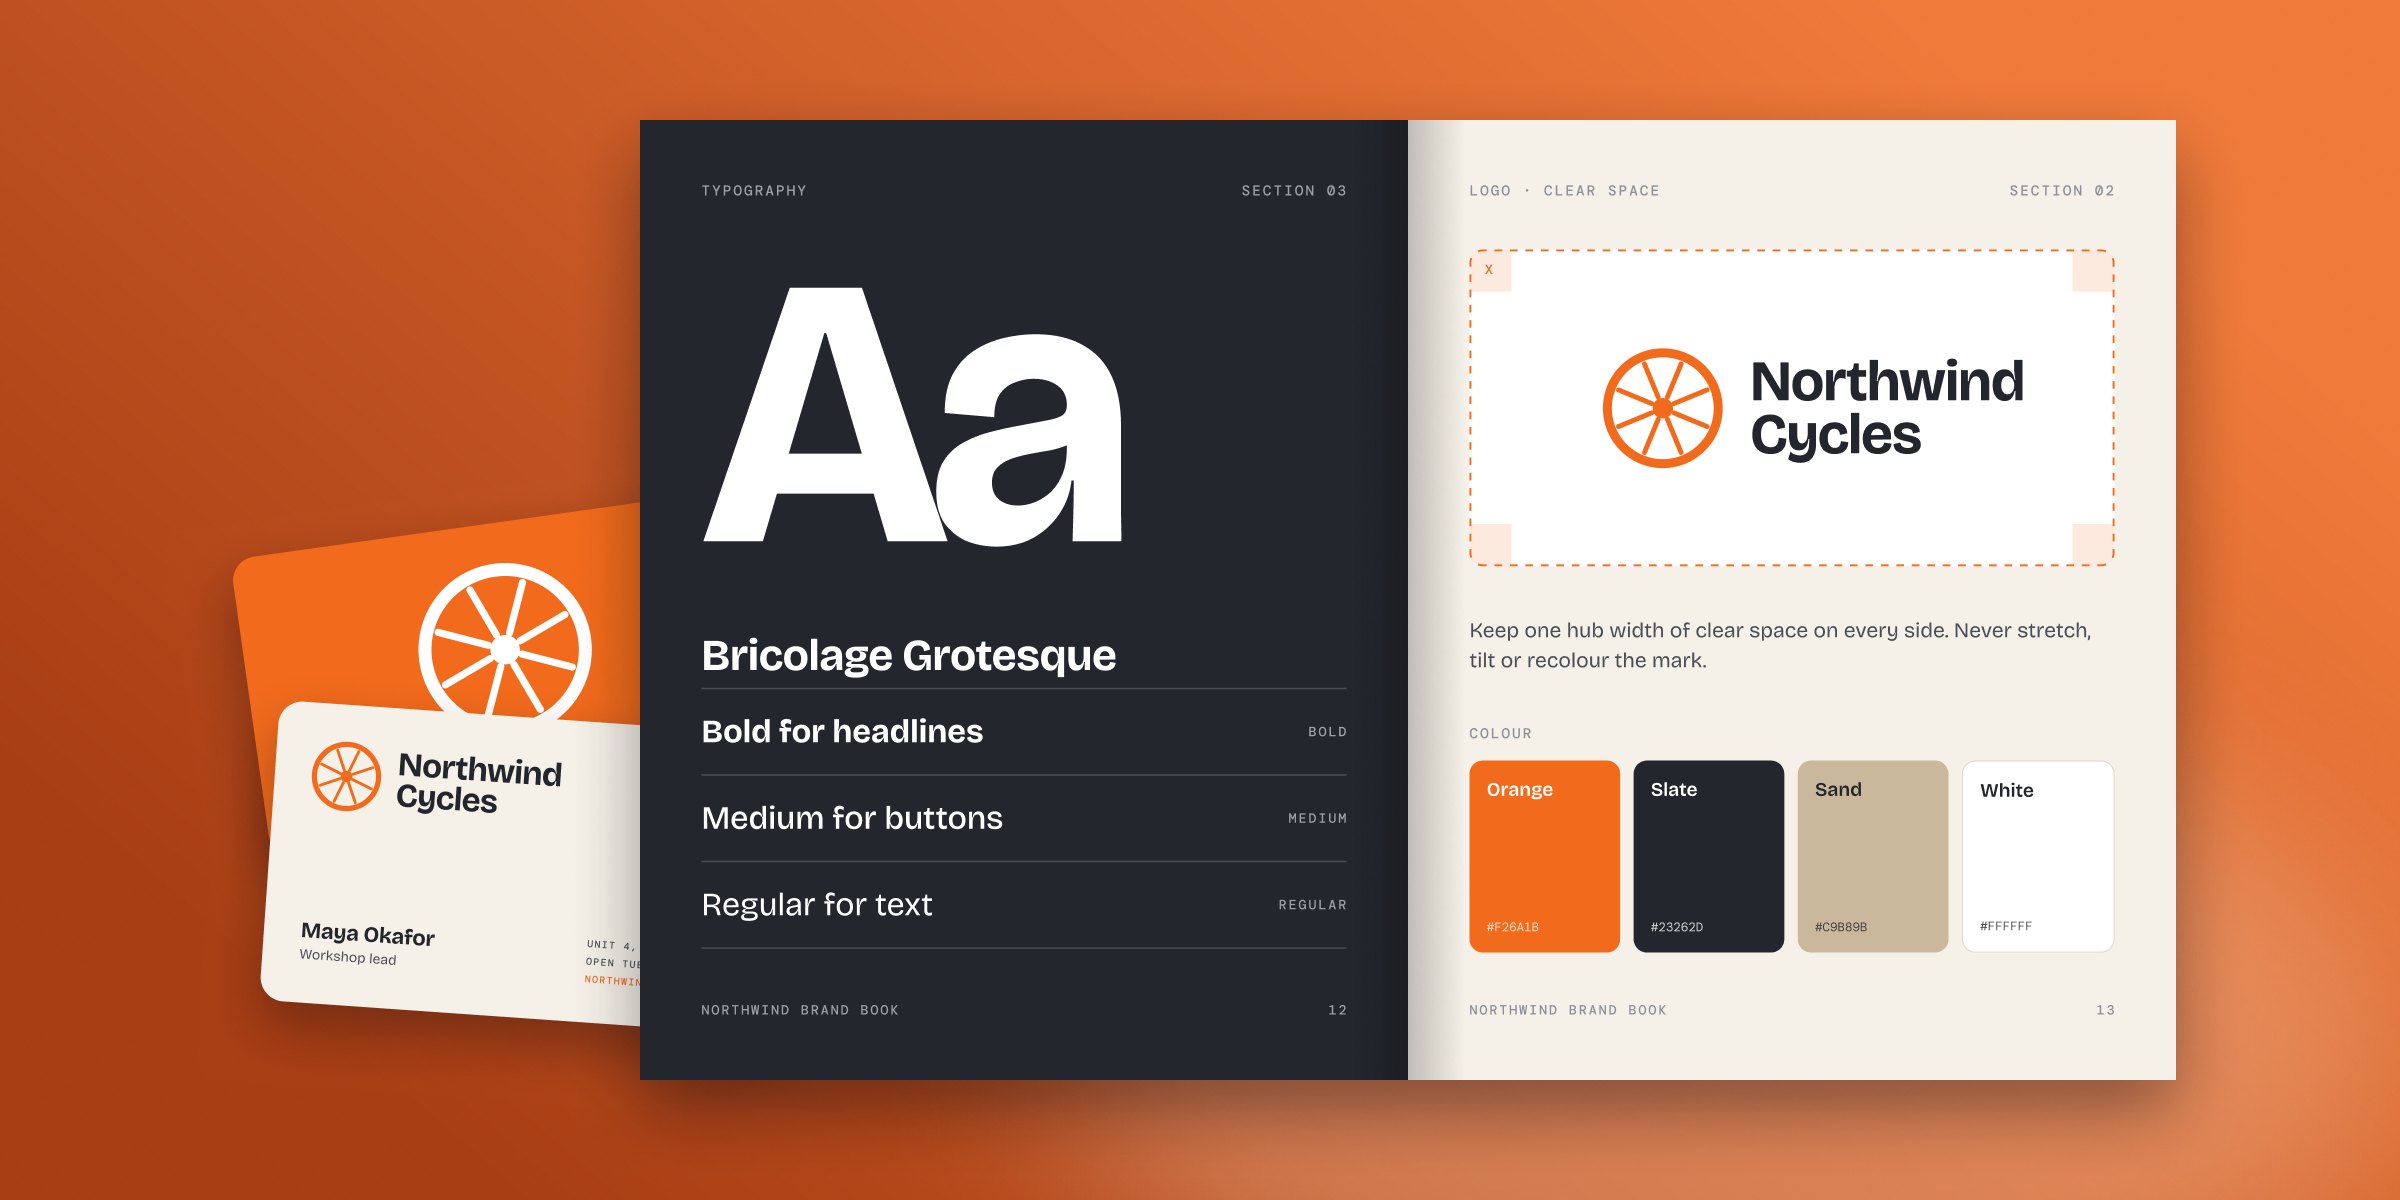 Northwind
Cycles
Maya Okafor
Workshop lead
UNIT 4,
OPEN
TYPOGRAPHY
SECTION 03
Aa
Bricolage Grotesque
Bold for headlines
BOLD
Medium for buttons
MEDIUM
Regular for text
REGULAR
NORTHWIND BRAND BOOK
12
LOGO · CLEAR SPACE
SECTION 02
X
Northwind
Cycles
Keep one hub width of clear space on every side. Never stretch,
tilt or recolour the mark.
COLOUR
Orange
#F26A1B
Slate
#23262D
Sand
#C9B89B
White
#FFFFFF
NORTHWIND BRAND BOOK
13